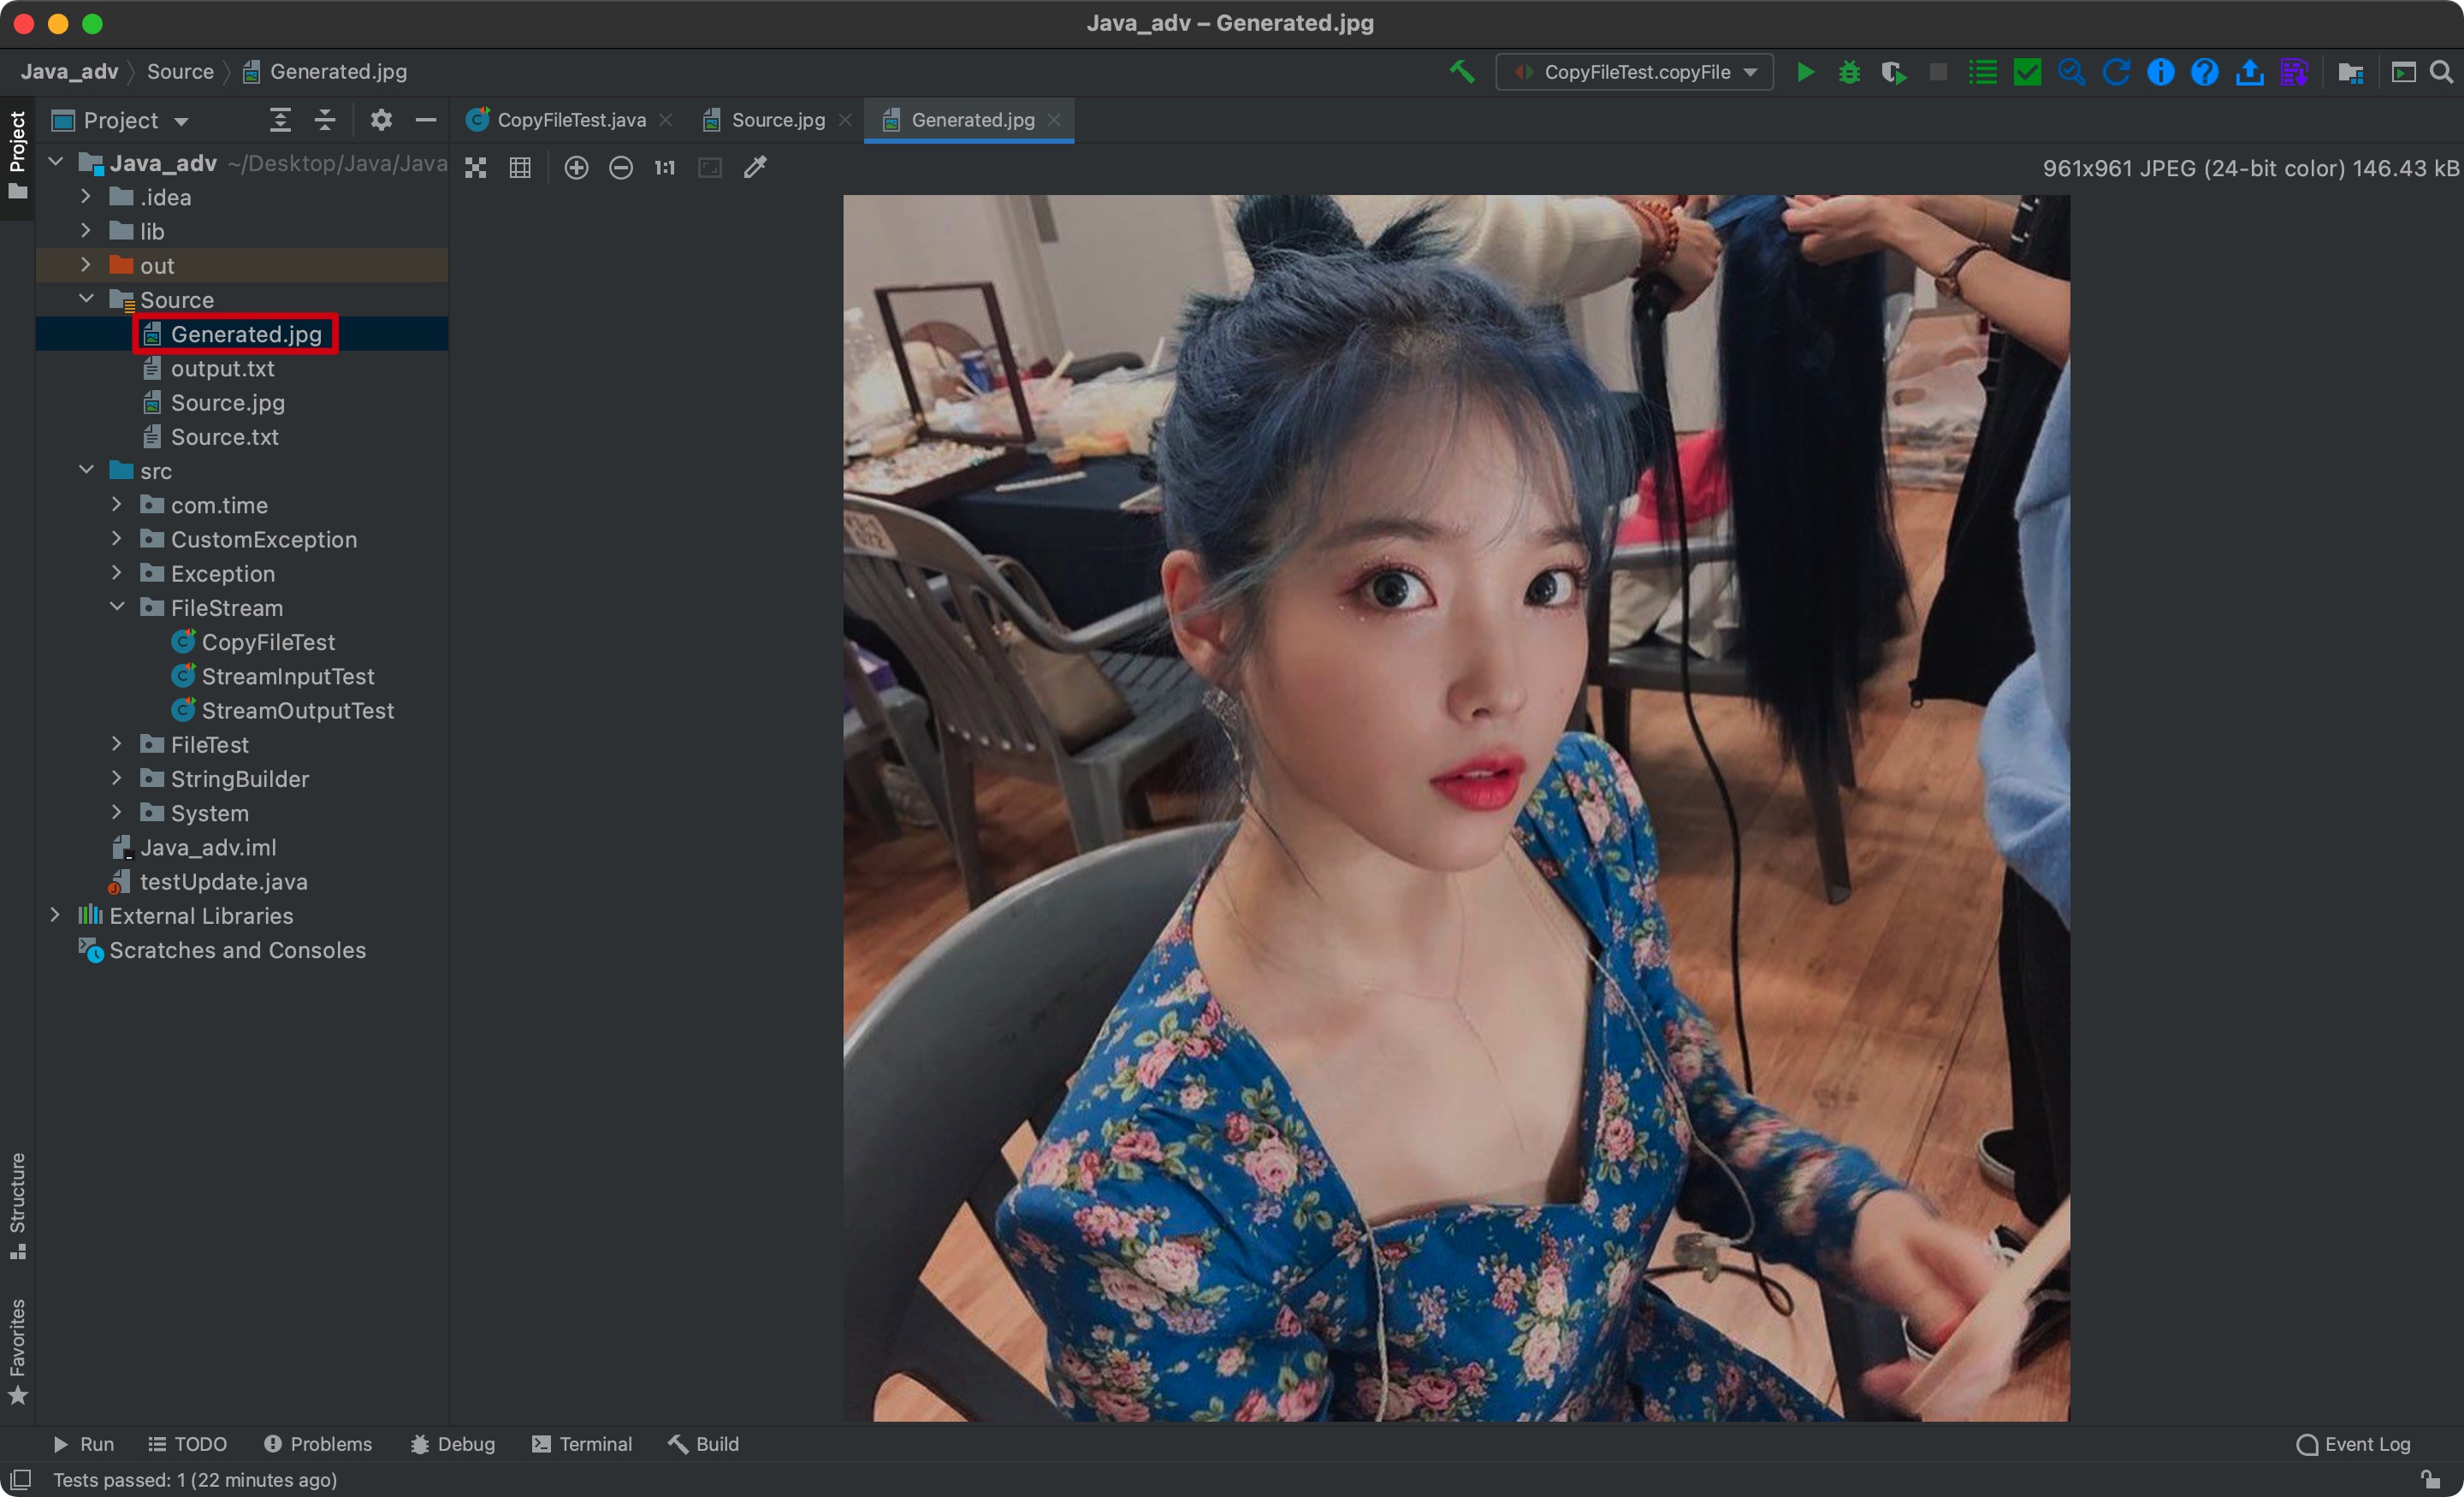 Java_adv – Generated.jpg
Java_adv Source Generated.jpg
CopyFileTest.copyFile
Project
Project
CopyFileTest.java
Source.jpg
Generated.jpg
1:1
961x961 JPEG (24-bit color) 146.43 kB
Java_adv ~/Desktop/Java/Java
.idea
lib
out
Source
Generated.jpg
output.txt
Source.jpg
Source.txt
src
com.time
CustomException
Exception
FileStream
CopyFileTest
StreamInputTest
StreamOutputTest
FileTest
StringBuilder
System
Java_adv.iml
testUpdate.java
External Libraries
Scratches and Consoles
Structure
Favorites
Run
TODO
Problems
Debug
Terminal
Build
Event Log
Tests passed: 1 (22 minutes ago)